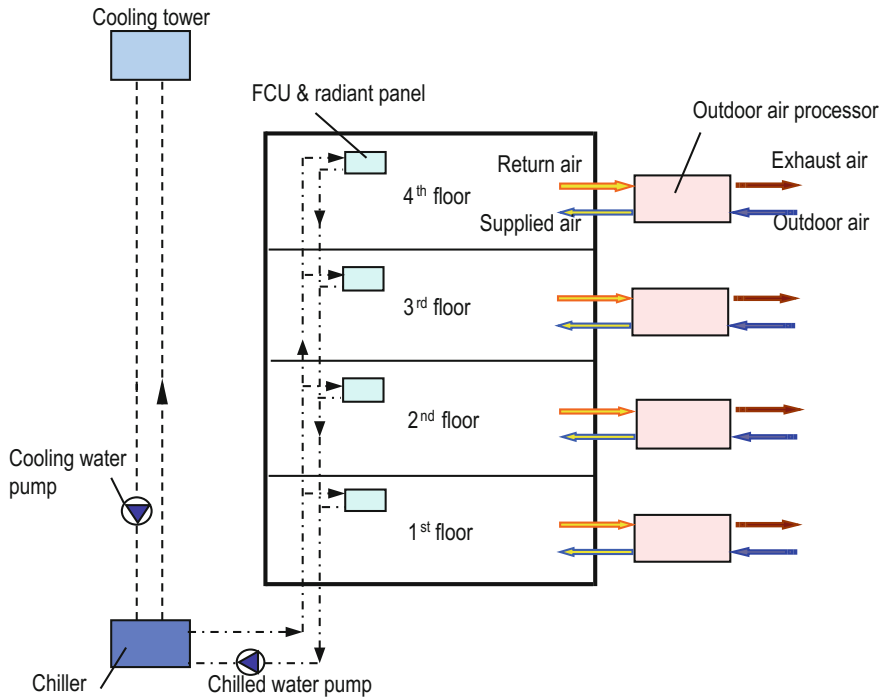 Cooling tower
FCU & radiant panel
Outdoor air processor
Return air
Exhaust air
4th floor
Supplied air
Outdoor air
3rd floor
2nd floor
Cooling water
pump
1st floor
Chiller
Chilled water pump